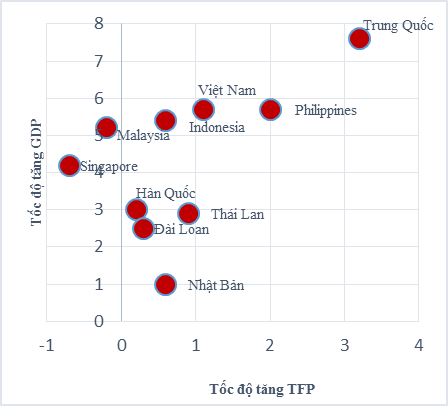 8
Trung Quốc
7
Việt Nam
6
Philippines
Indonesia
5
Malaysia
Singapore
4
Hàn Quốc
3
Thái Lan
Đài Loan
2
Nhật Bản
1
0
-1 0 1 2 3 4
Tốc độ tăng GDP
Tốc độ tăng TFP